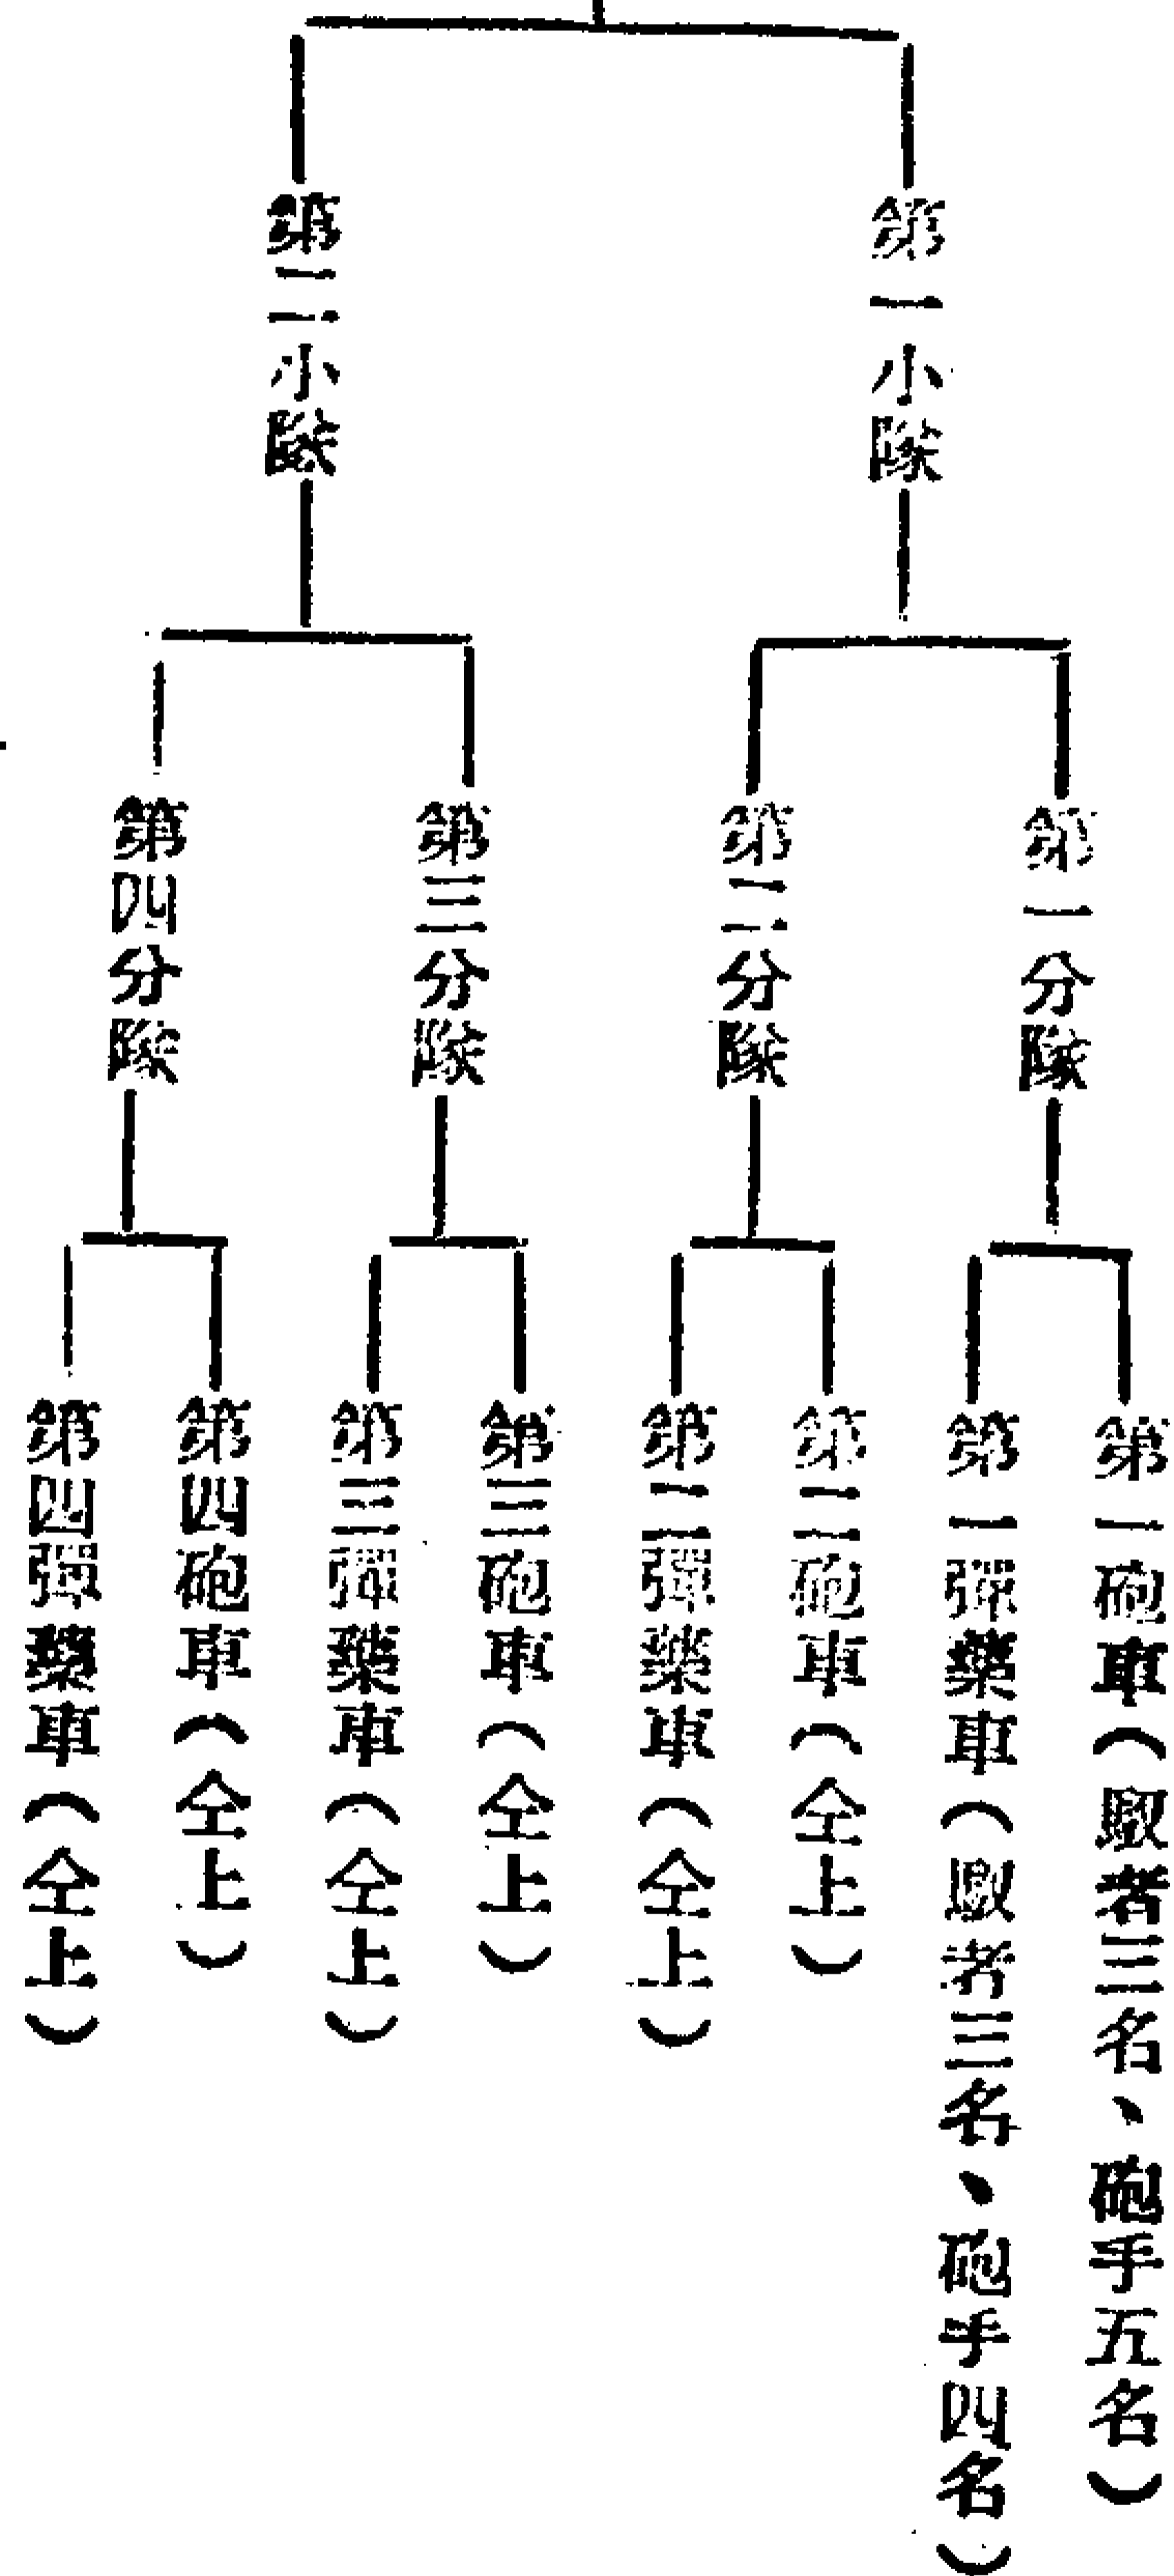 第一小隊
第二小隊
第一分隊
第二分隊
第三分隊
第四分隊
第一砲車(馭者三名、砲手五名)
第一彈藥車(馭者三名、砲手四名)
第二砲車(仝上)
第二彈藥車(仝上)
第三砲車(仝上)
第三彈藥車(仝上)
第四砲車(仝上)
第四彈藥車(仝上)